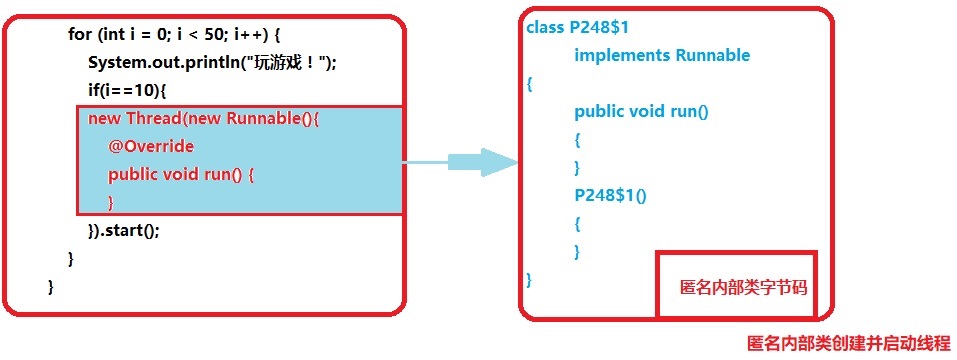 for (int i = 0; i < 50; i++) {
System.out.println("玩游戏！");
if(i==10){
new Thread(new Runnable(){
@Override
public void run() {
}
}).start();
}
}
class P248$1
implements Runnable
{
public void run()
{
}
P248$1()
{
}
}
匿名内部类字节码
匿名内部类创建并启动线程